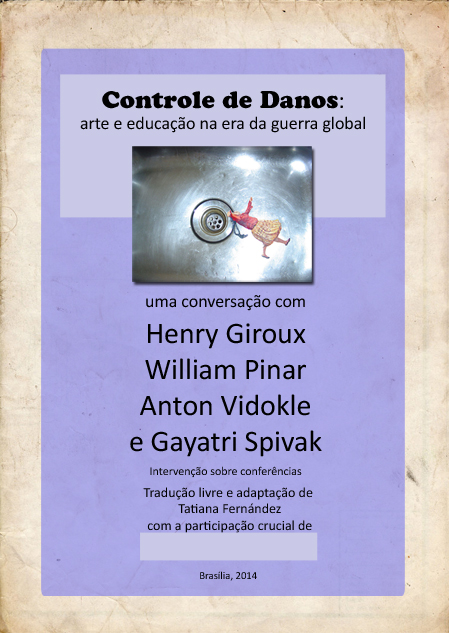 Controle de Danos:
arte e educação na era da guerra global
uma conversação com
Henry Giroux
William Pinar
Anton Vidokle
e Gayatri Spivak
Intervenção sobre conferências
Tradução livre e adaptação de
Tatiana Fernández
com a participação crucial de
Brasília, 2014